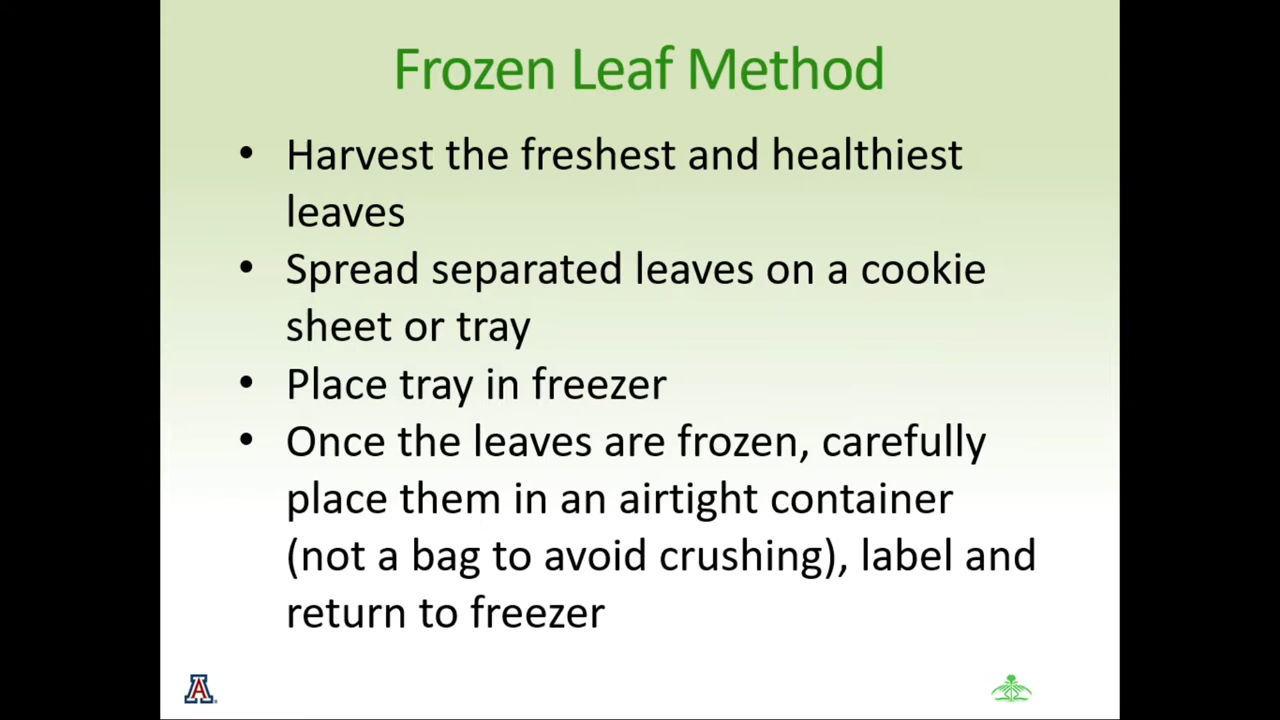 Frozen Leaf Method
• Harvest the freshest and healthiest
leaves
• Spread separated leaves on a cookie
sheet or tray
• Place tray in freezer
• Once the leaves are frozen, carefully
place them in an airtight container
(not a bag to avoid crushing), label and
return to freezer
A